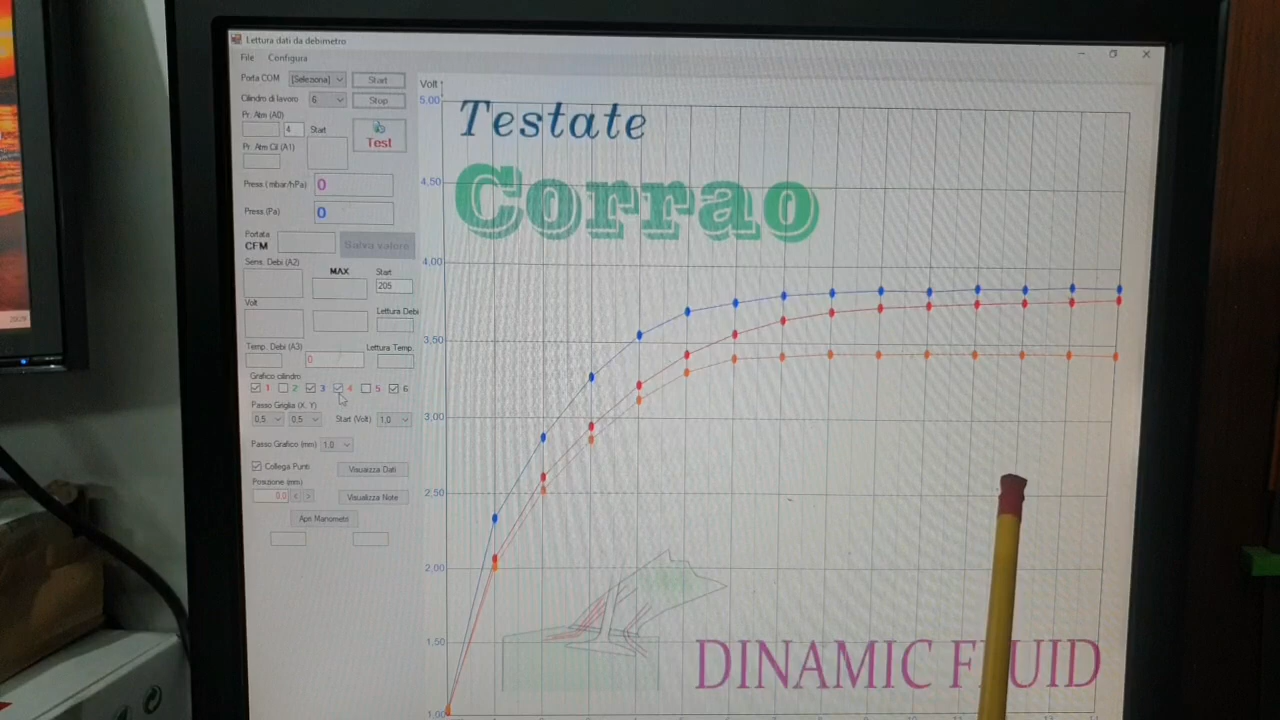 Lettura dati da debimetro
File Configura
Porta COM [Seleziona] Start
Cilindro di lavoro 6 Stop
Pr. Atm (A0)
4 Start
Test
Pr. Atm Cil (A1)
Press.(mbar/hPa) 0
Press.(Pa) 0
Portata
CFM Salva valore
Sens. Debi (A2)
MAX Start
205
Volt Lettura Debi
Temp. Debi (A3) Lettura Temp.
0
Grafico cilindro
1 2 3 4 5 6
Passo Griglia (X, Y)
0,5 0,5 Start (Volt) 1,0
Passo Grafico (mm) 1,0
Collega Punti Visualizza Dati
Posizione (mm)
0,0 < > Visualizza Note
Apri Manometro
Volt
5.00
4,50
4.00
3,50
3,00
2,50
2,00
1,50
1,00
Testate
Corrao
DINAMIC F UID